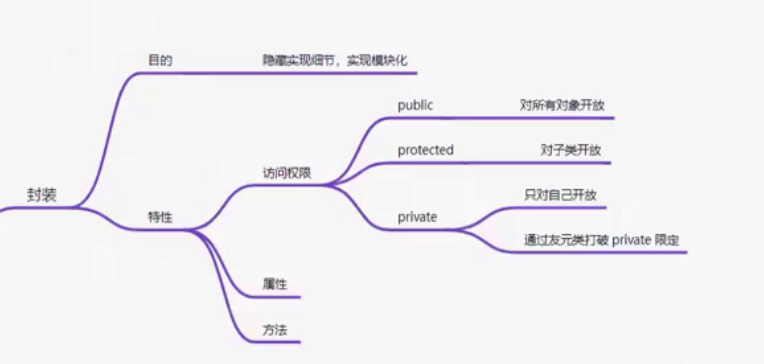 目的
隐藏实现细节，实现模块化
public
对所有对象开放
protected
对子类开放
访问权限
封装
只对自己开放
特性
private
通过友元类打破 private 限定
属性
方法